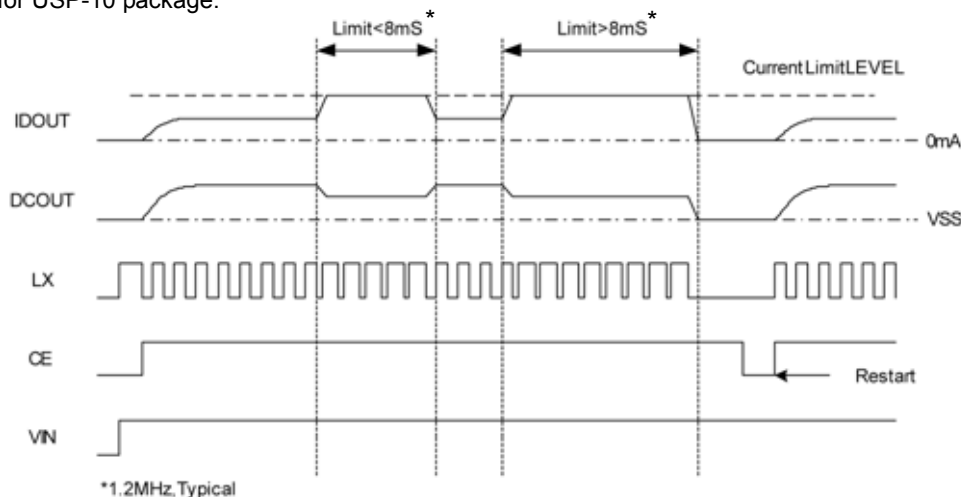 for USP-10 package.
Limit<8mS*
Limit>8mS*
CurrentLimitLEVEL
IDOUT
0mA
DCOUT
VSS
LX
CE
Restart
VIN
*1.2MHz,Typical